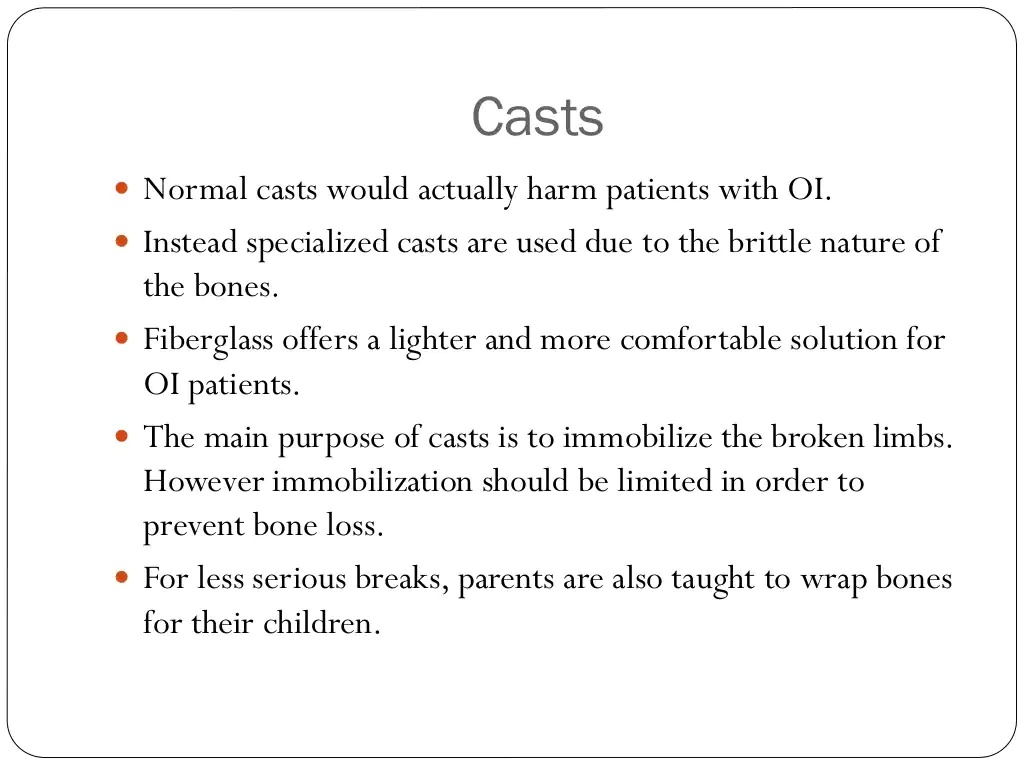 Casts
• Normal casts would actually harm patients with OI.
• Instead specialized casts are used due to the brittle nature of
the bones.
• Fiberglass offers a lighter and more comfortable solution for
OI patients.
• The main purpose of casts is to immobilize the broken limbs.
However immobilization should be limited in order to
prevent bone loss.
• For less serious breaks, parents are also taught to wrap bones
for their children.